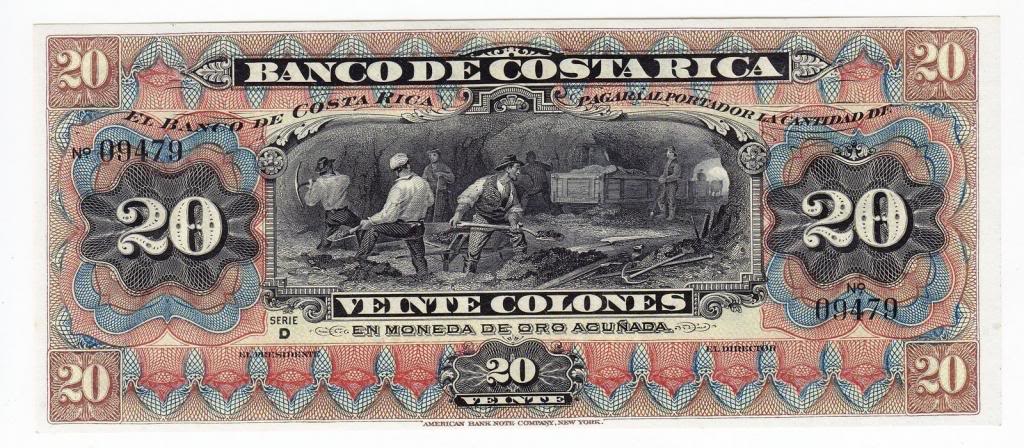 20 BANCO DE COSTA RICA 20
EL BANCO DE COSTA RICA PAGARÁ AL PORTADOR LA CANTIDAD DE
Nº 09479
20 20
Nº 09479
VEINTE COLONES
SERIE D
EN MONEDA DE ORO ACUÑADA.
EL PRESIDENTE EL DIRECTOR
20 20 20
VEINTE
AMERICAN BANK NOTE COMPANY, NEW YORK.